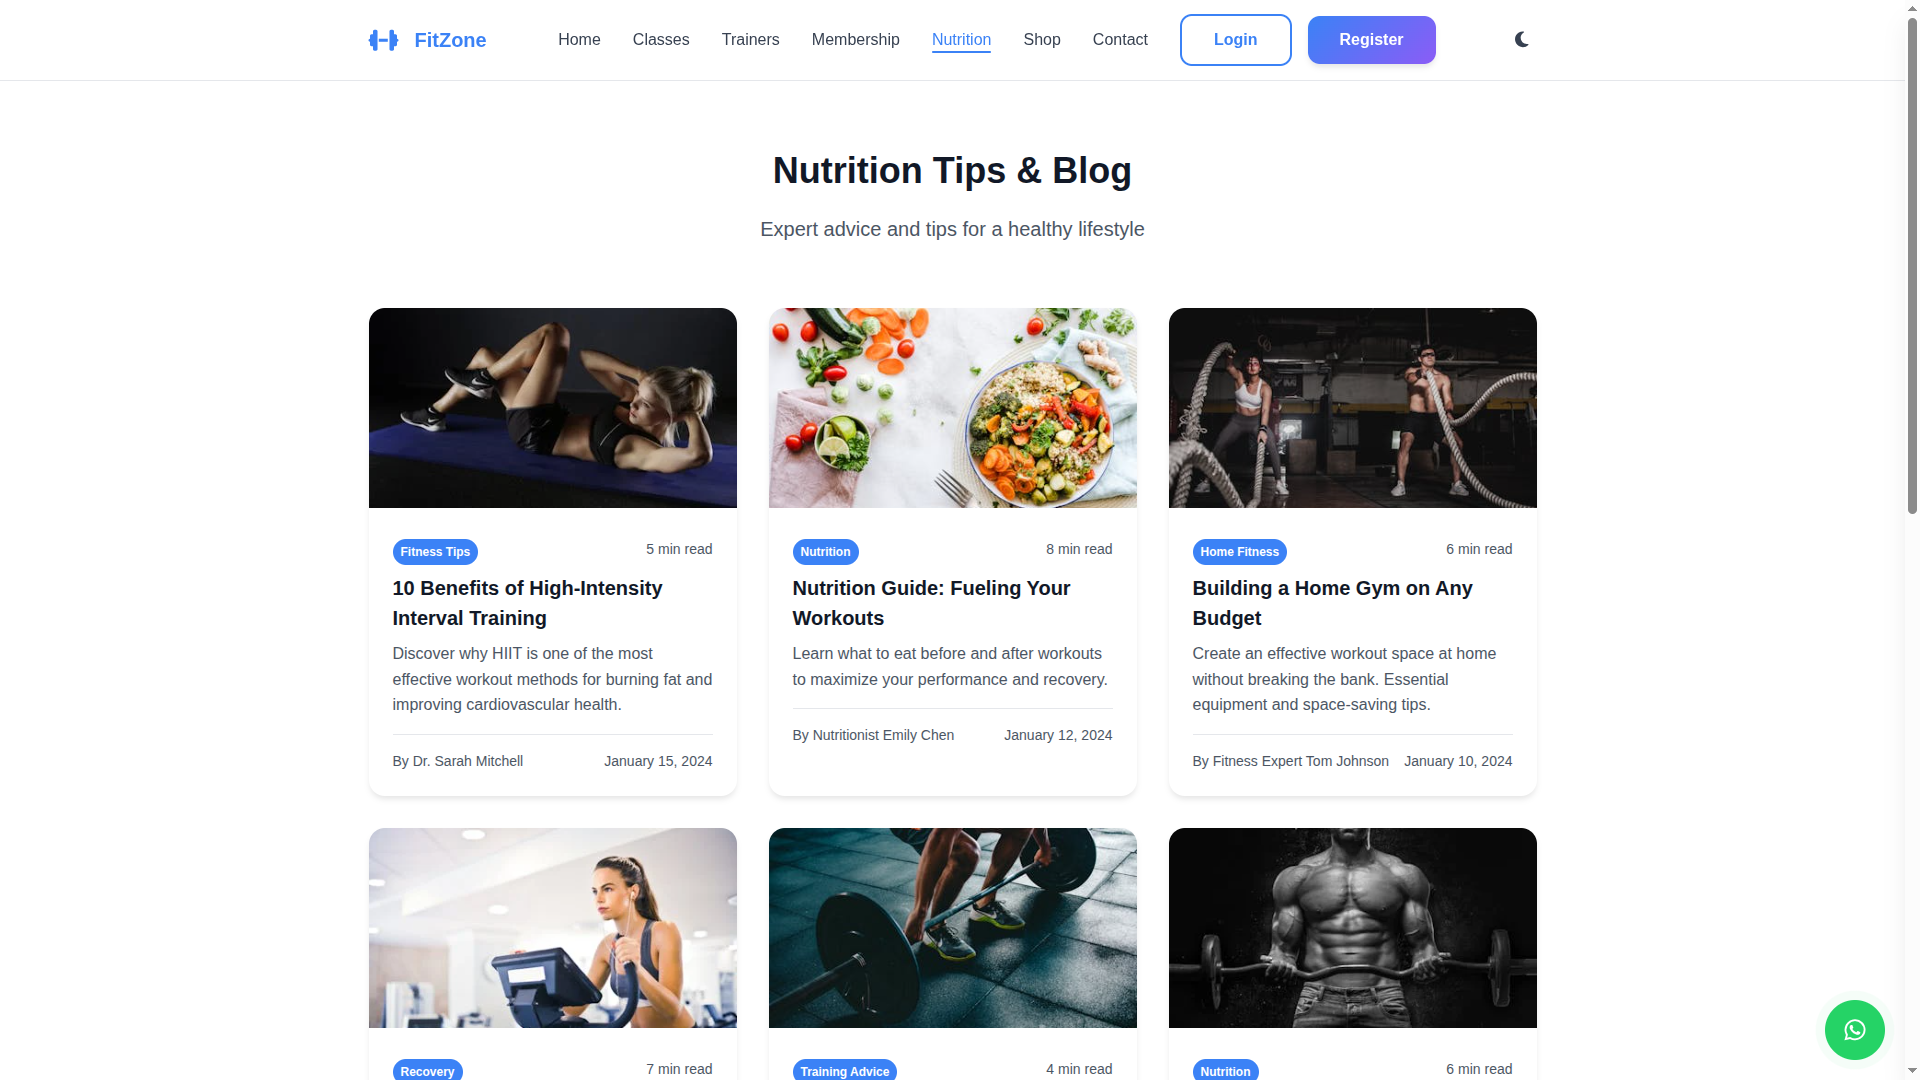 FitZone
Home
Classes
Trainers
Membership
Nutrition
Shop
Contact
Login
Register
Nutrition Tips & Blog
Expert advice and tips for a healthy lifestyle
Fitness Tips
5 min read
10 Benefits of High-Intensity
Interval Training
Discover why HIIT is one of the most
effective workout methods for burning fat and
improving cardiovascular health.
By Dr. Sarah Mitchell
January 15, 2024
Nutrition
8 min read
Nutrition Guide: Fueling Your
Workouts
Learn what to eat before and after workouts
to maximize your performance and recovery.
By Nutritionist Emily Chen
January 12, 2024
Home Fitness
6 min read
Building a Home Gym on Any
Budget
Create an effective workout space at home
without breaking the bank. Essential
equipment and space-saving tips.
By Fitness Expert Tom Johnson
January 10, 2024
Recovery
7 min read
Training Advice
4 min read
Nutrition
6 min read